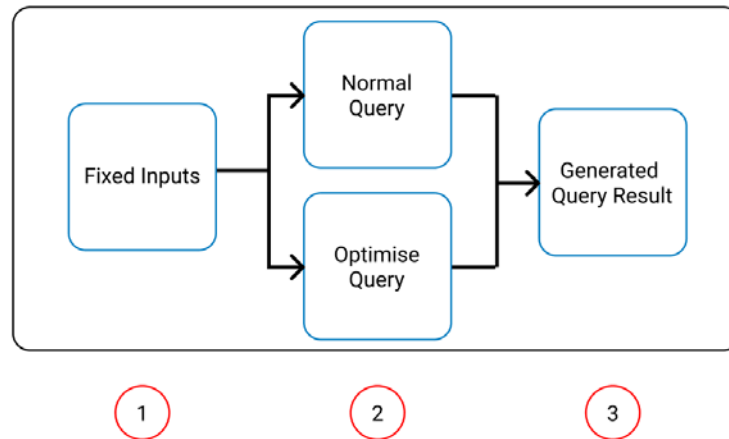 Fixed Inputs
Normal
Query
Optimise
Query
Generated
Query Result
1
2
3